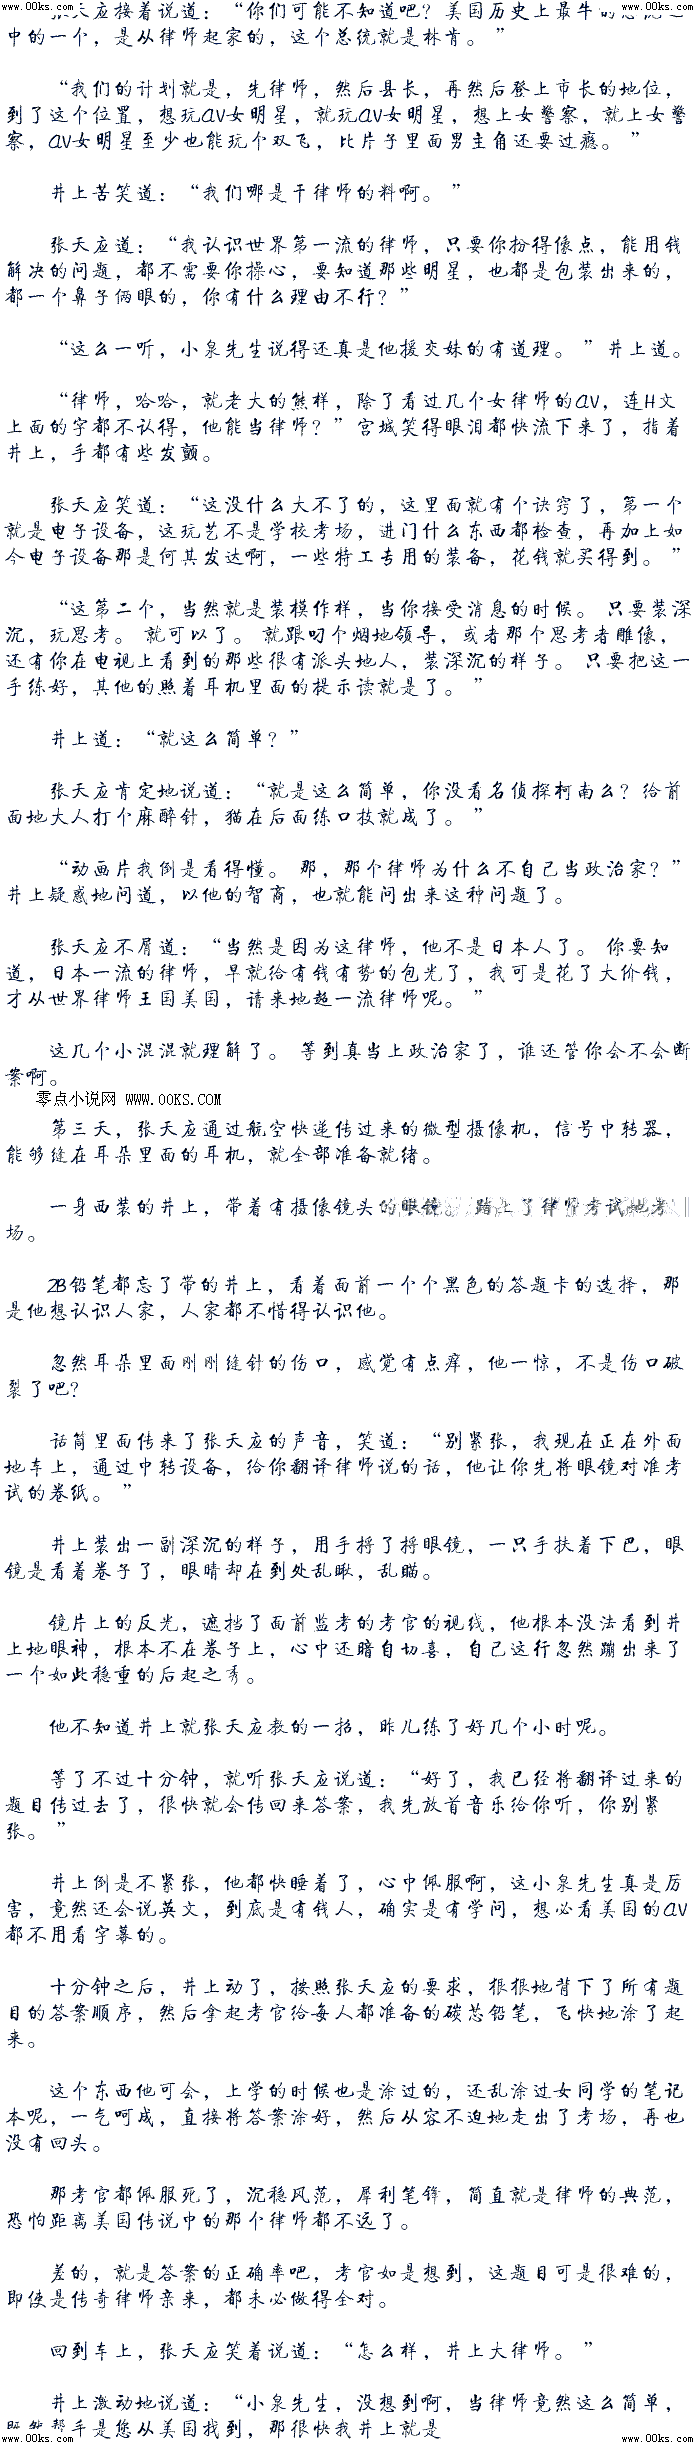 www.00ks.com www.00ks.com
张天应接着说道：“你们可能不知道吧？美国历史上最牛的总统之
中的一个，是从律师起家的，这个总统就是林肯。”
“我们的计划就是，先律师，然后县长，再然后登上市长的地位，
到了这个位置，想玩AV女明星，就玩AV女明星，想上女警察，就上女警
察，AV女明星至少也能玩个双飞，比片子里面男主角还要过瘾。”
井上苦笑道：“我们哪是干律师的料啊。”
张天应道：“我认识世界第一流的律师，只要你扮得像点，能用钱
解决的问题，都不需要你操心，要知道那些明星，也都是包装出来的，
都一个鼻子俩眼的，你有什么理由不行？”
“这么一听，小泉先生说得还真是他援交妹的有道理。”井上道。
“律师，哈哈，就老大的熊样，除了看过几个女律师的AV，连H文
上面的字都不认得，他能当律师？”宫城笑得眼泪都快流下来了，指着
井上，手都有些发颤。
张天应笑道：“这没什么大不了的，这里面就有个诀窍了，第一个
就是电子设备，这玩艺不是学校考场，进门什么东西都检查，再加上如
今电子设备那是何其发达啊，一些特工专用的装备，花钱就买得到。”
“这第二个，当然就是装模作样，当你接受消息的时候。 只要装深
沉，玩思考。 就可以了。 就跟叼个烟地领导，或者那个思考者雕像，
还有你在电视上看到的那些很有派头地人，装深沉的样子。 只要把这一
手练好，其他的照着耳机里面的提示读就是了。”
井上道：“就这么简单？”
张天应肯定地说道：“就是这么简单，你没看名侦探柯南么？给前
面地大人打个麻醉针，猫在后面练口技就成了。”
“动画片我倒是看得懂。 那，那个律师为什么不自己当政治家？”
井上疑惑地问道，以他的智商，也就能问出来这种问题了。
张天应不屑道：“当然是因为这律师，他不是日本人了。 你要知
道，日本一流的律师，早就给有钱有势的包光了，我可是花了大价钱，
才从世界律师王国美国，请来地超一流律师呢。”
这几个小混混就理解了。 等到真当上政治家了，谁还管你会不会断
案啊。
零点小说网 www.00ks.com
第三天，张天应通过航空快递传过来的微型摄像机，信号中转器，
能够缝在耳朵里面的耳机，就全部准备就绪。
一身西装的井上，带着有摄像镜头的眼镜。 踏上了律师考试地考
场。
2B铅笔都忘了带的井上，看着面前一个个黑色的答题卡的选择，那
是他想认识人家，人家都不惜得认识他。
忽然耳朵里面刚刚缝针的伤口，感觉有点痒，他一惊，不是伤口破
裂了吧？
话筒里面传来了张天应的声音，笑道：“别紧张，我现在正在外面
地车上，通过中转设备，给你翻译律师说的话，他让你先将眼镜对准考
试的卷纸。”
井上装出一副深沉的样子，用手捋了捋眼镜，一只手扶着下巴，眼
镜是看着卷子了，眼睛却在到处乱瞅，乱瞄。
镜片上的反光，遮挡了面前监考的考官的视线，他根本没法看到井
上地眼神，根本不在卷子上，心中还暗自切喜，自己这行忽然蹦出来了
一个如此稳重的后起之秀。
他不知道井上就张天应教的一招，昨儿练了好几个小时呢。
等了不过十分钟，就听张天应说道：“好了，我已经将翻译过来的
题目传过去了，很快就会传回来答案，我先放首音乐给你听，你别紧
张。”
井上倒是不紧张，他都快睡着了，心中佩服啊，这小泉先生真是厉
害，竟然还会说英文，到底是有钱人，确实是有学问，想必看美国的AV
都不用看字幕的。
十分钟之后，井上动了，按照张天应的要求，狠狠地背下了所有题
目的答案顺序，然后拿起考官给每人都准备的碳芯铅笔，飞快地涂了起
来。
这个东西他可会，上学的时候也是涂过的，还乱涂过女同学的笔记
本呢，一气呵成，直接将答案涂好，然后从容不迫地走出了考场，再也
没有回头。
那考官都佩服死了，沉稳风范，犀利笔锋，简直就是律师的典范，
恐怕距离美国传说中的那个律师都不远了。
差的，就是答案的正确率吧，考官如是想到，这题目可是很难的，
即使是传奇律师亲来，都未必做得全对。
回到车上，张天应笑着说道：“怎么样，井上大律师。”
井上激动地说道：“小泉先生，没想到啊，当律师竟然这么简单，
既然帮手是您从美国找到，那很快我井上就是
www.00ks.com www.00ks.com